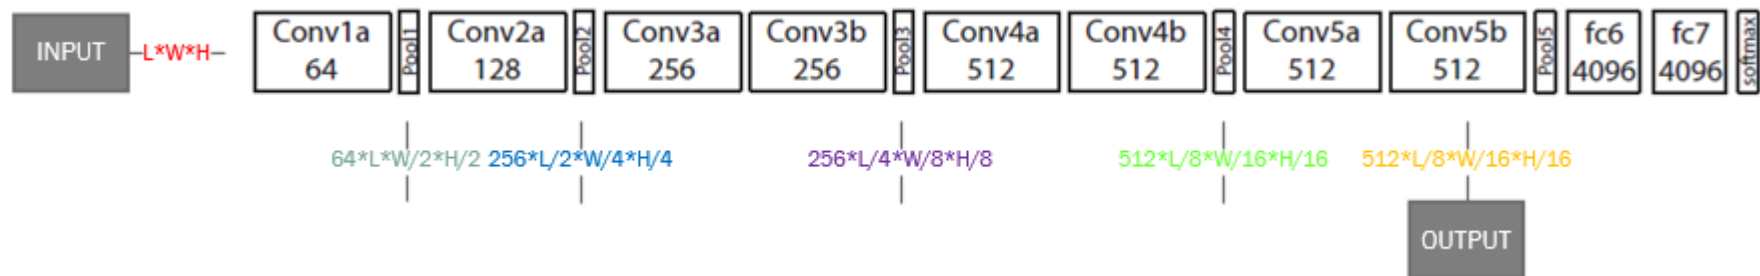 INPUT
L*W*H
Conv1a
64
Pool1
Conv2a
128
Pool2
Conv3a
256
Conv3b
256
Pool3
Conv4a
512
Conv4b
512
Pool4
Conv5a
512
Conv5b
512
Pool5
fc6
4096
fc7
4096
softmax
64*L*W/2*H/2
256*L/2*W/4*H/4
256*L/4*W/8*H/8
512*L/8*W/16*H/16
512*L/8*W/16*H/16
OUTPUT